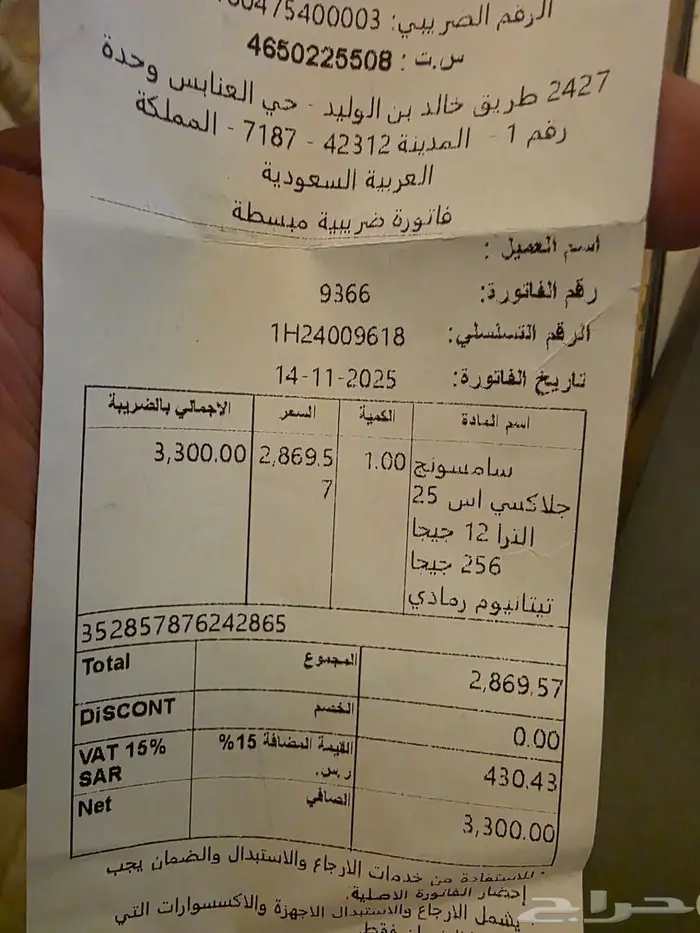 الرقم الضريبي: 00475400003
س.ت : 4650225508
2427 طريق خالد بن الوليد - حي العنابس وحدة
رقم 1 - المدينة 42312 - 7187 - المملكة
العربية السعودية
فاتورة ضريبية مبسطة
اسم العميل :
رقم الفاتورة: 9366
الرقم التسلسلي: 1H24009618
تاريخ الفاتورة: 14-11-2025
اسم المادة الكمية السعر الاجمالي بالضريبة
سامسونج 1.00 2,869.5 3,300.00
جلاكسي اس 25 7
الترا 12 جيجا
256 جيجا
تيتانيوم رمادي
352857876242865
Total المجموع 2,869.57
DiSCONT الخصم 0.00
VAT 15% القيمة المضافة 15% 430.43
SAR ر.س.
Net الصافي 3,300.00
للاستفادة من خدمات الارجاع والاستبدال والضمان يجب
إحضار الفاتورة الاصلية.
يشمل الارجاع والاستبدال الاجهزة والاكسسوارات التي
فقط
حراج